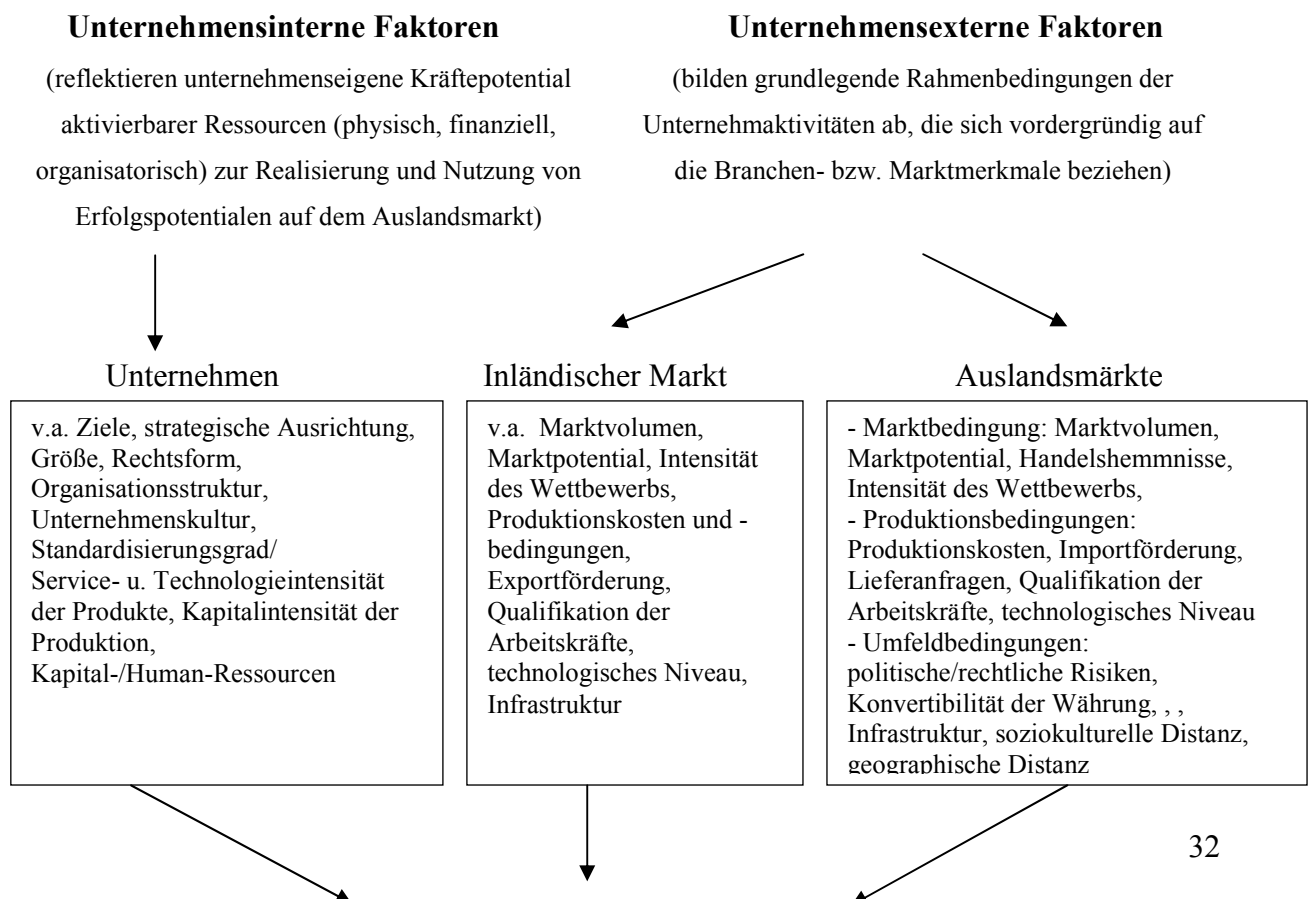 Unternehmensinterne Faktoren
(reflektieren unternehmenseigene Kräftepotential
aktivierbarer Ressourcen (physisch, finanziell,
organisatorisch) zur Realisierung und Nutzung von
Erfolgspotentialen auf dem Auslandsmarkt)
Unternehmensexterne Faktoren
(bilden grundlegende Rahmenbedingungen der
Unternehmaktivitäten ab, die sich vordergründig auf
die Branchen- bzw. Marktmerkmale beziehen)
Unternehmen
v.a. Ziele, strategische Ausrichtung,
Größe, Rechtsform,
Organisationsstruktur,
Unternehmenskultur,
Standardisierungsgrad/
Service- u. Technologieintensität
der Produkte, Kapitalintensität der
Produktion,
Kapital-/Human-Ressourcen
Inländischer Markt
v.a.  Marktvolumen,
Marktpotential, Intensität
des Wettbewerbs,
Produktionskosten und -
bedingungen,
Exportförderung,
Qualifikation der
Arbeitskräfte,
technologisches Niveau,
Infrastruktur
Auslandsmärkte
- Marktbedingung: Marktvolumen,
Marktpotential, Handelshemmnisse,
Intensität des Wettbewerbs,
- Produktionsbedingungen:
Produktionskosten, Importförderung,
Lieferanfragen, Qualifikation der
Arbeitskräfte, technologisches Niveau
- Umfeldbedingungen:
politische/rechtliche Risiken,
Konvertibilität der Währung, , ,
Infrastruktur, soziokulturelle Distanz,
geographische Distanz
32